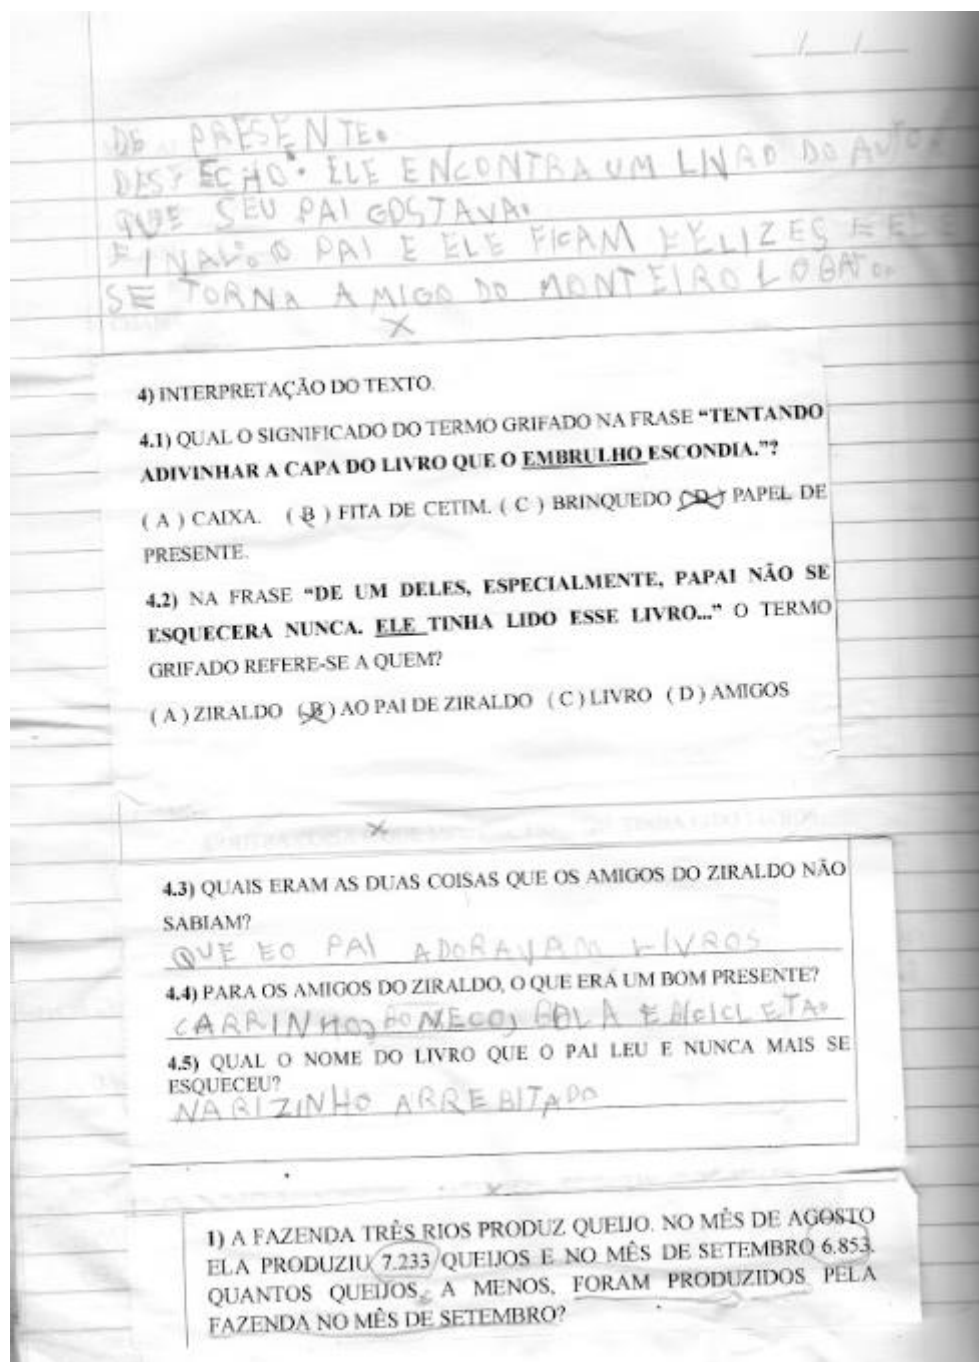 __/__/__
DE PRESENTE.
DESFECHO: ELE ENCONTRA UM LIVRO DO AUTO.
QUE SEU PAI GOSTAVA.
FINAL: O PAI E ELE FICAM FELIZES E ELE
SE TORNA AMIGO DO MONTEIRO LOBATO.
X
4) INTERPRETAÇÃO DO TEXTO.
4.1) QUAL O SIGNIFICADO DO TERMO GRIFADO NA FRASE “TENTANDO
ADIVINHAR A CAPA DO LIVRO QUE O EMBRULHO ESCONDIA.”?
( A ) CAIXA. ( B ) FITA DE CETIM. ( C ) BRINQUEDO ( D ) PAPEL DE
PRESENTE.
4.2) NA FRASE “DE UM DELES, ESPECIALMENTE, PAPAI NÃO SE
ESQUECERA NUNCA. ELE TINHA LIDO ESSE LIVRO...” O TERMO
GRIFADO REFERE-SE A QUEM?
( A ) ZIRALDO ( B ) AO PAI DE ZIRALDO ( C ) LIVRO ( D ) AMIGOS
X
4.3) QUAIS ERAM AS DUAS COISAS QUE OS AMIGOS DO ZIRALDO NÃO
SABIAM?
QUE EO PAI ADORAVAM LIVROS
4.4) PARA OS AMIGOS DO ZIRALDO, O QUE ERA UM BOM PRESENTE?
CARRINHO, BONECO, BOLA E BICICLETA.
4.5) QUAL O NOME DO LIVRO QUE O PAI LEU E NUNCA MAIS SE
ESQUECEU?
NARIZINHO ARREBITADO
X
1) A FAZENDA TRÊS RIOS PRODUZ QUEIJO. NO MÊS DE AGOSTO
ELA PRODUZIU 7.233 QUEIJOS E NO MÊS DE SETEMBRO 6.853.
QUANTOS QUEIJOS, A MENOS, FORAM PRODUZIDOS PELA
FAZENDA NO MÊS DE SETEMBRO?